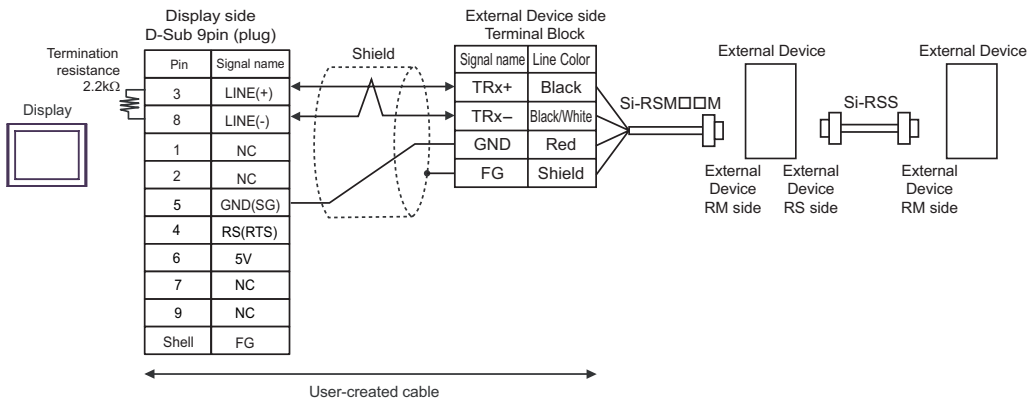 Display side
D-Sub 9pin (plug)
External Device side
Terminal Block
Termination
resistance
2.2kΩ
Display
Pin Signal name
3 LINE(+)
8 LINE(-)
1 NC
2 NC
5 GND(SG)
4 RS(RTS)
6 5V
7 NC
9 NC
Shell FG
Shield
Signal name Line Color
TRx+ Black
TRx– Black/White
GND Red
FG Shield
Si-RSM□□M
External Device
External
Device
RM side
External
Device
RS side
Si-RSS
External Device
External
Device
RM side
User-created cable